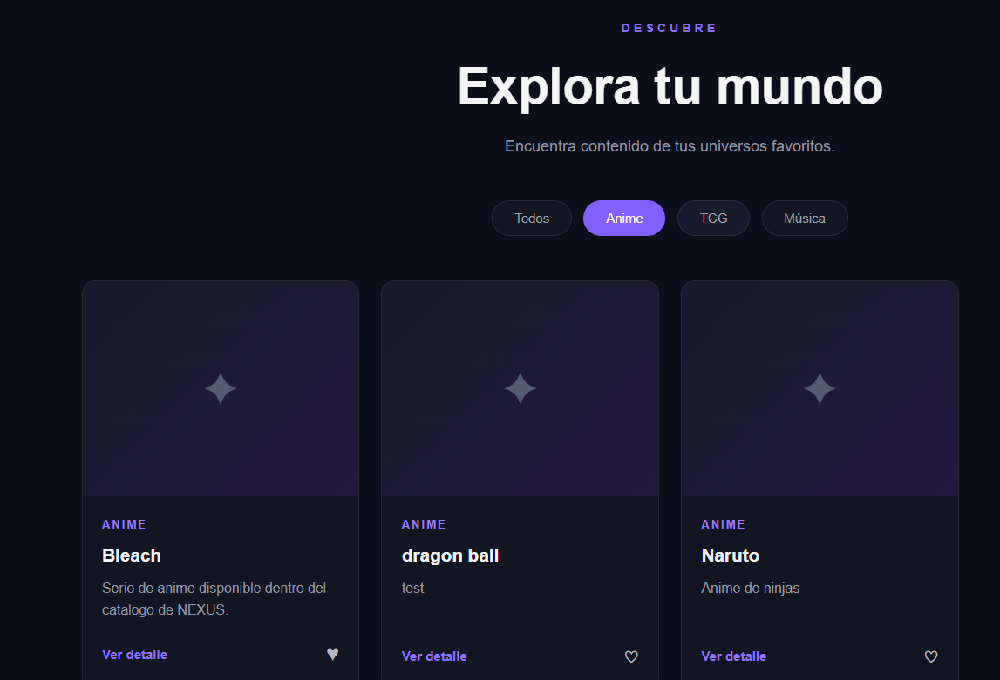 DESCUBRE
Explora tu mundo
Encuentra contenido de tus universos favoritos.
Todos
Anime
TCG
Música
ANIME
Bleach
Serie de anime disponible dentro del
catalogo de NEXUS.
Ver detalle
ANIME
dragon ball
test
Ver detalle
ANIME
Naruto
Anime de ninjas
Ver detalle